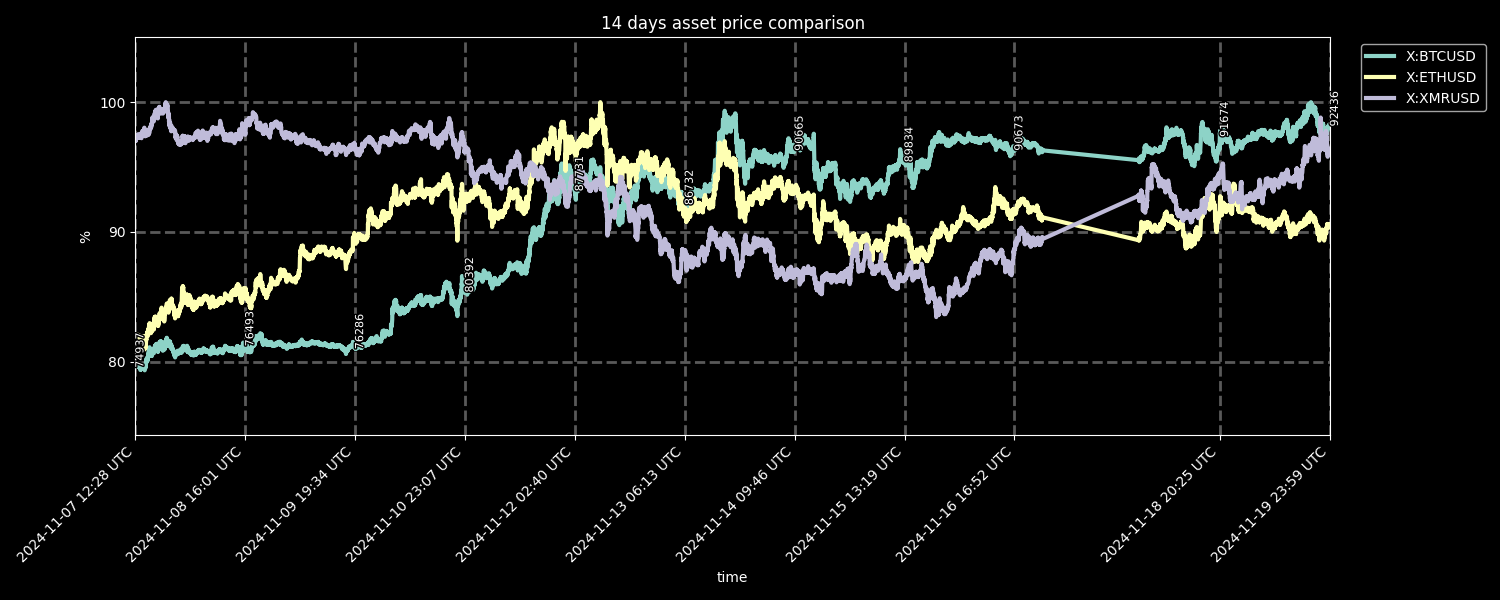 14 days asset price comparison
X:BTCUSD
X:ETHUSD
X:XMRUSD
100
90
80
%
74937
76493
76286
80392
87731
86732
90665
89834
90673
91674
92436
2024-11-07 12:28 UTC
2024-11-08 16:01 UTC
2024-11-09 19:34 UTC
2024-11-10 23:07 UTC
2024-11-12 02:40 UTC
2024-11-13 06:13 UTC
2024-11-14 09:46 UTC
2024-11-15 13:19 UTC
2024-11-16 16:52 UTC
2024-11-18 20:25 UTC
2024-11-19 23:59 UTC
time